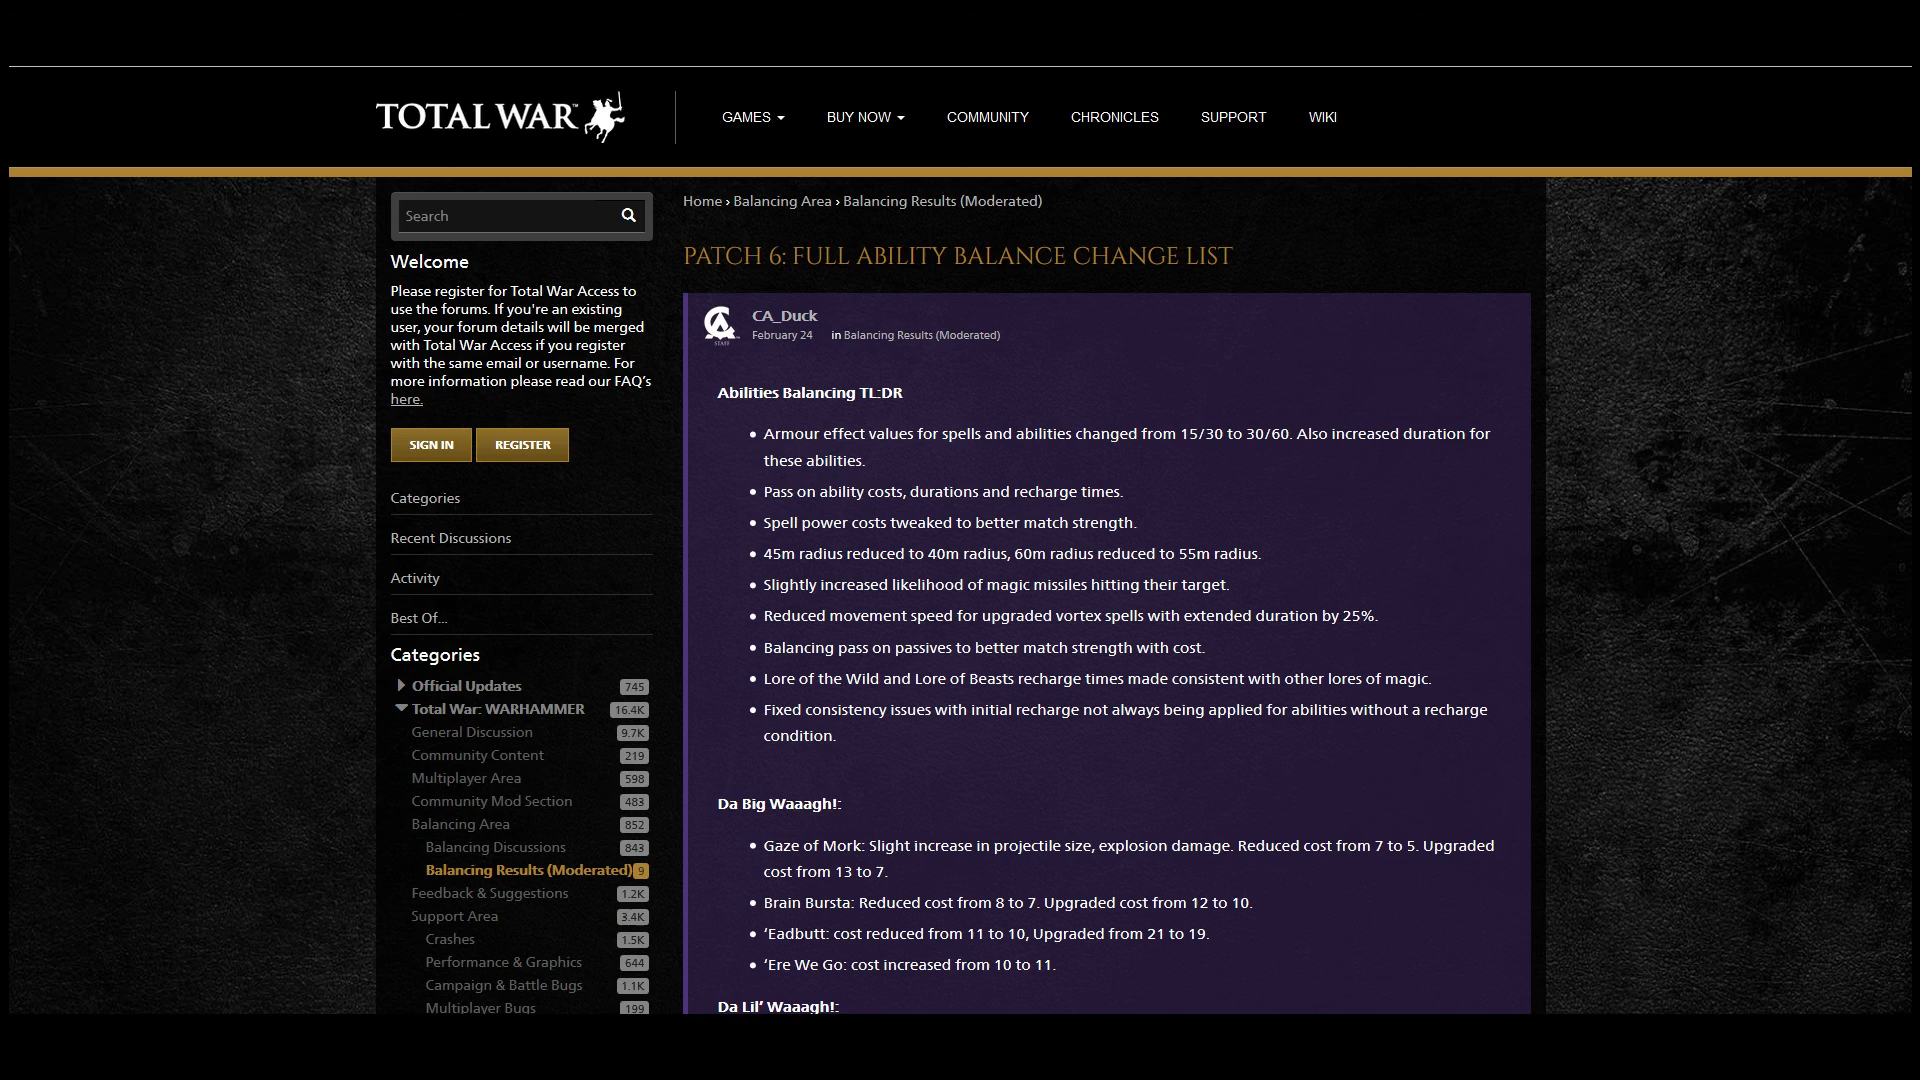 TOTAL WAR™
GAMES
BUY NOW
COMMUNITY
CHRONICLES
SUPPORT
WIKI
Search
Welcome
Please register for Total War Access to
use the forums. If you're an existing
user, your forum details will be merged
with Total War Access if you register
with the same email or username. For
more information please read our FAQ’s
here.
SIGN IN
REGISTER
Categories
Recent Discussions
Activity
Best Of...
Categories
Official Updates 745
Total War: WARHAMMER 16.4K
General Discussion 9.7K
Community Content 219
Multiplayer Area 598
Community Mod Section 483
Balancing Area 852
Balancing Discussions 843
Balancing Results (Moderated) 9
Feedback & Suggestions 1.2K
Support Area 3.4K
Crashes 1.5K
Performance & Graphics 644
Campaign & Battle Bugs 1.1K
Multiplayer Bugs 199
Home › Balancing Area › Balancing Results (Moderated)
PATCH 6: FULL ABILITY BALANCE CHANGE LIST
CA STAFF
CA_Duck
February 24 in Balancing Results (Moderated)
Abilities Balancing TL:DR
• Armour effect values for spells and abilities changed from 15/30 to 30/60. Also increased duration for
these abilities.
• Pass on ability costs, durations and recharge times.
• Spell power costs tweaked to better match strength.
• 45m radius reduced to 40m radius, 60m radius reduced to 55m radius.
• Slightly increased likelihood of magic missiles hitting their target.
• Reduced movement speed for upgraded vortex spells with extended duration by 25%.
• Balancing pass on passives to better match strength with cost.
• Lore of the Wild and Lore of Beasts recharge times made consistent with other lores of magic.
• Fixed consistency issues with initial recharge not always being applied for abilities without a recharge
condition.
Da Big Waaagh!:
• Gaze of Mork: Slight increase in projectile size, explosion damage. Reduced cost from 7 to 5. Upgraded
cost from 13 to 7.
• Brain Bursta: Reduced cost from 8 to 7. Upgraded cost from 12 to 10.
• ‘Eadbutt: cost reduced from 11 to 10, Upgraded from 21 to 19.
• ‘Ere We Go: cost increased from 10 to 11.
Da Lil’ Waaagh!: